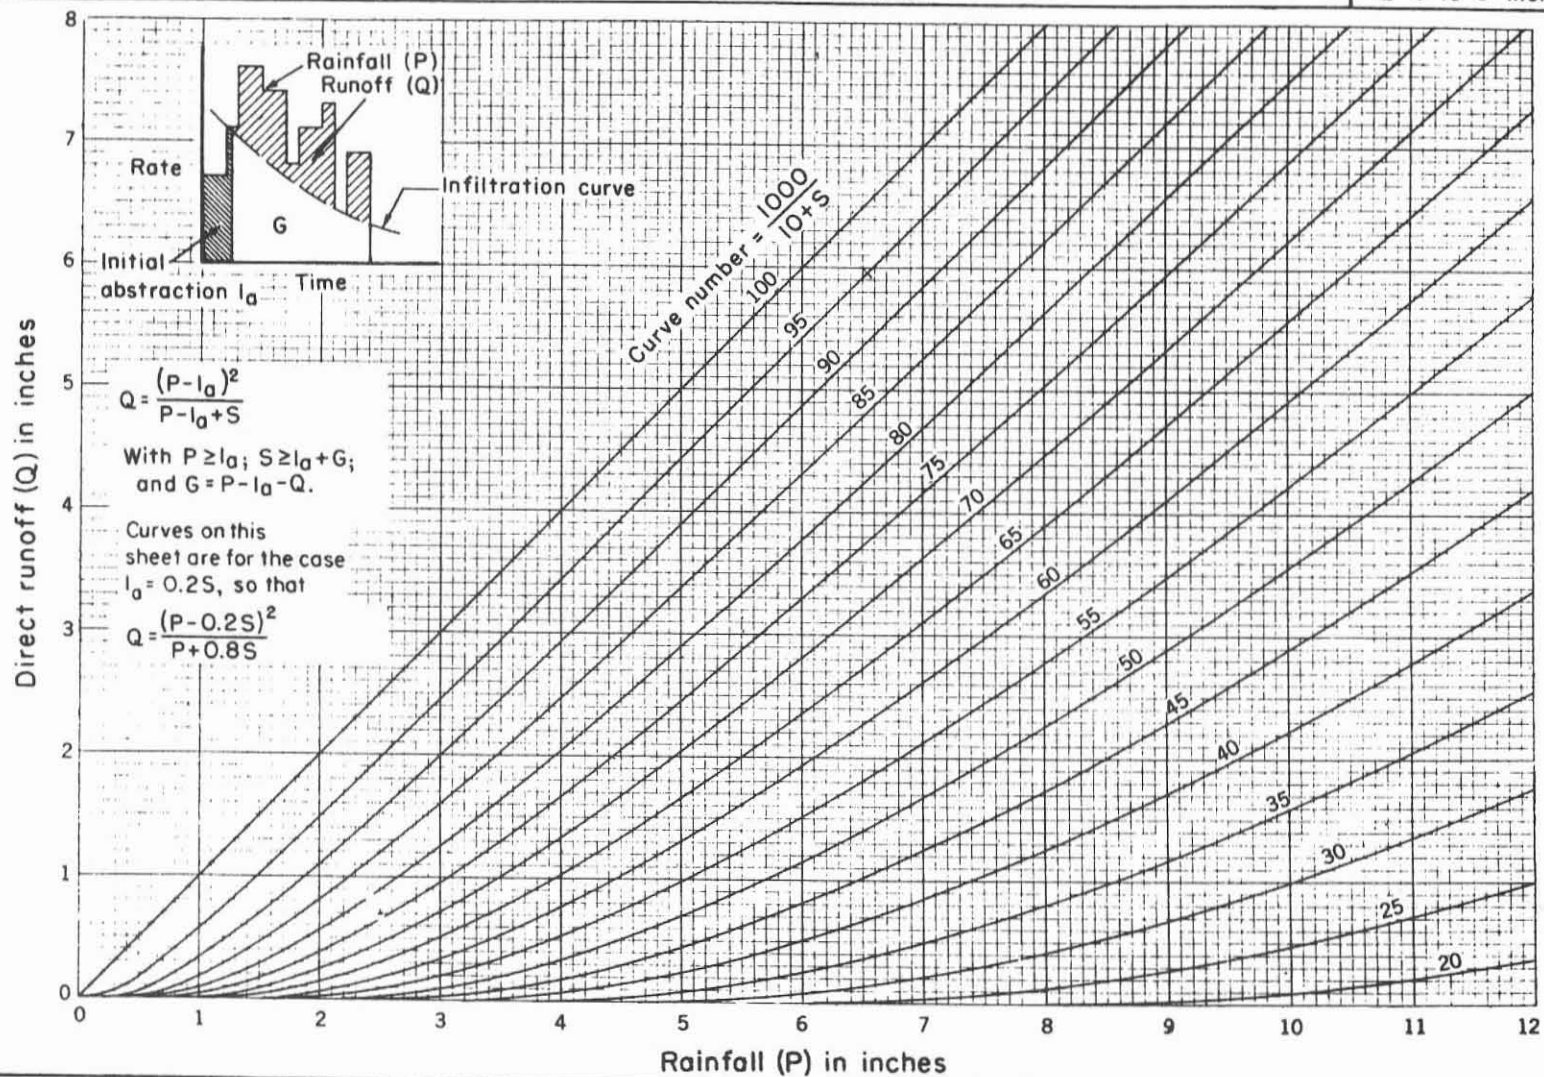 8
7
6
5
4
3
2
1
0
Direct runoff (Q) in inches
Rainfall (P)
Runoff (Q)
Rate
Infiltration curve
G
Initial
abstraction Ia
Time
Q = (P-Ia)²
P-Ia+S
With P ≥ Ia; S ≥ Ia+G;
and G = P-Ia-Q.
Curves on this
sheet are for the case
Ia = 0.2S, so that
Q = (P-0.2S)²
P+0.8S
Curve number = 1000
10+S
100
95
90
85
80
75
70
65
60
55
50
45
40
35
30
25
20
0 1 2 3 4 5 6 7 8 9 10 11 12
Rainfall (P) in inches